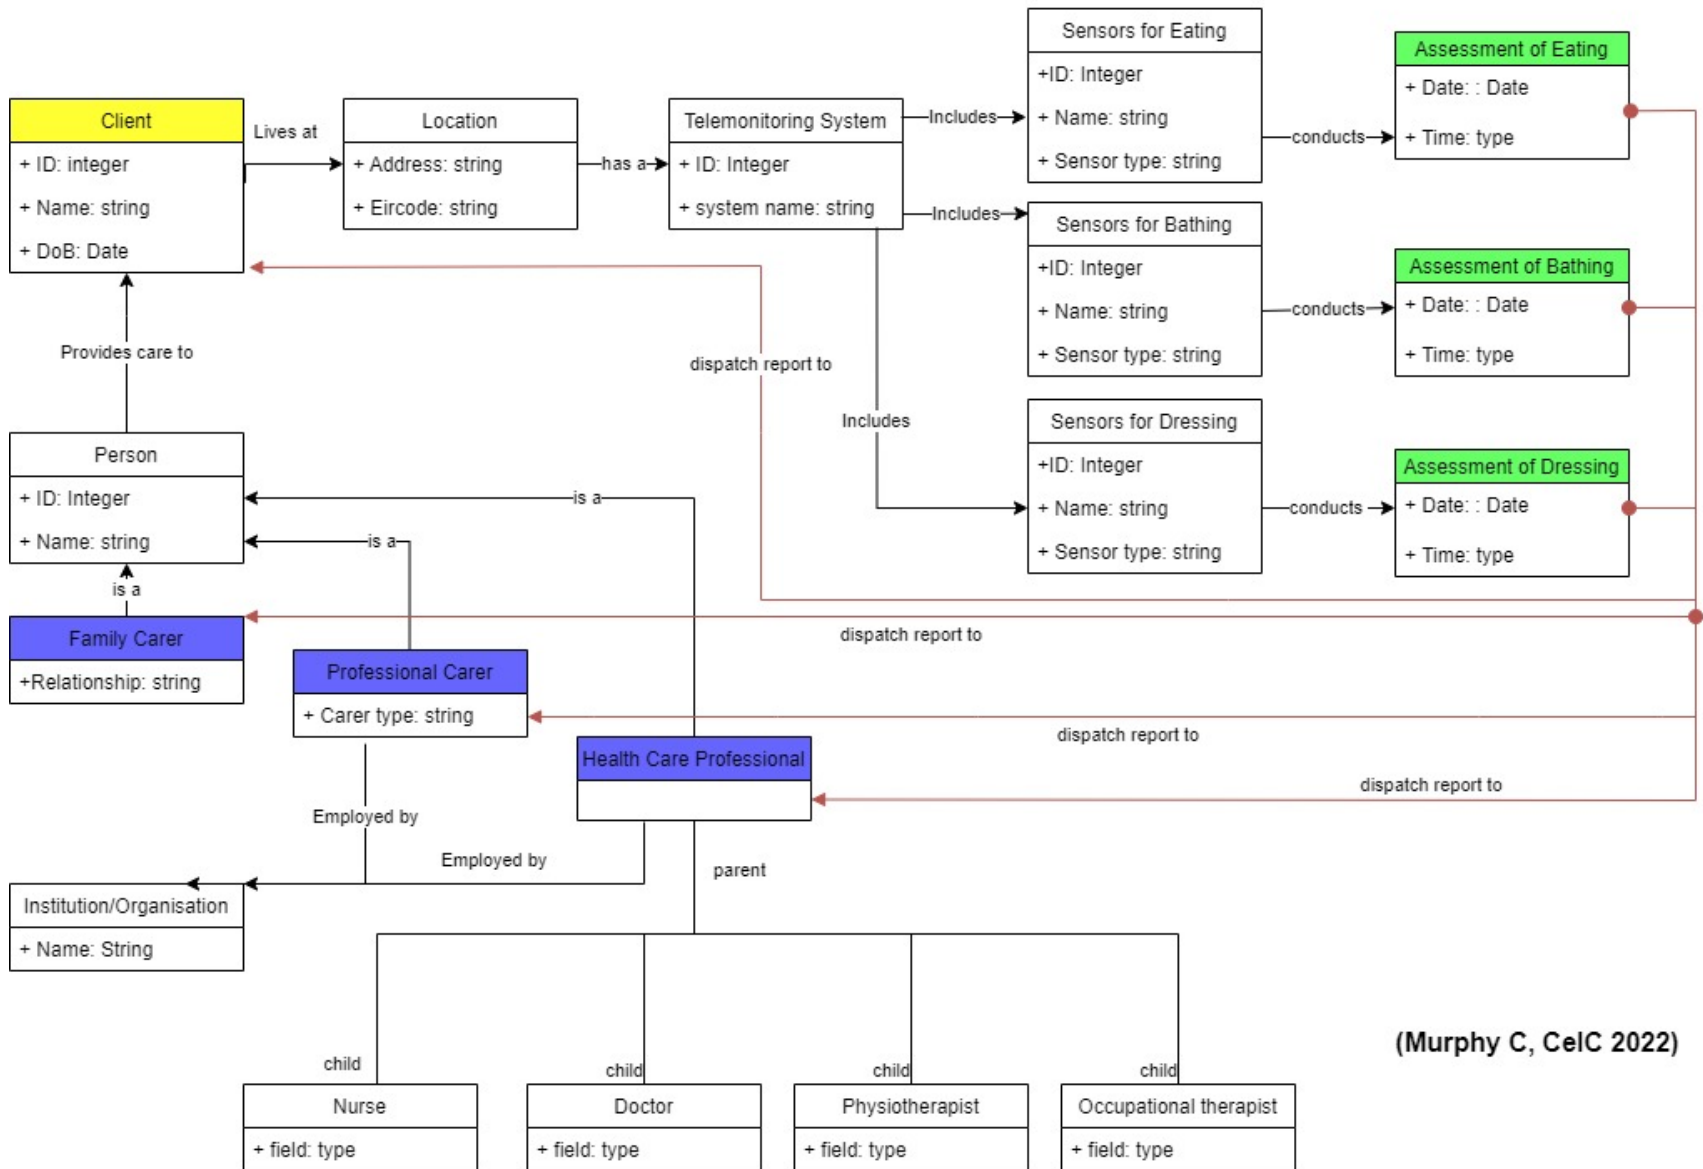 Client
+ ID: integer
+ Name: string
+ DoB: Date
Lives at
Location
+ Address: string
+ Eircode: string
has a
Telemonitoring System
+ ID: Integer
+ system name: string
Includes
Includes
Includes
Sensors for Eating
+ID: Integer
+ Name: string
+ Sensor type: string
conducts
Assessment of Eating
+ Date: : Date
+ Time: type
Sensors for Bathing
+ID: Integer
+ Name: string
+ Sensor type: string
conducts
Assessment of Bathing
+ Date: : Date
+ Time: type
Sensors for Dressing
+ID: Integer
+ Name: string
+ Sensor type: string
conducts
Assessment of Dressing
+ Date: : Date
+ Time: type
Provides care to
dispatch report to
Person
+ ID: Integer
+ Name: string
is a
is a
is a
Family Carer
+Relationship: string
dispatch report to
Professional Carer
+ Carer type: string
dispatch report to
Health Care Professional
dispatch report to
Employed by
Employed by
parent
Institution/Organisation
+ Name: String
child
child
child
child
Nurse
+ field: type
Doctor
+ field: type
Physiotherapist
+ field: type
Occupational therapist
+ field: type
(Murphy C, CeIC 2022)